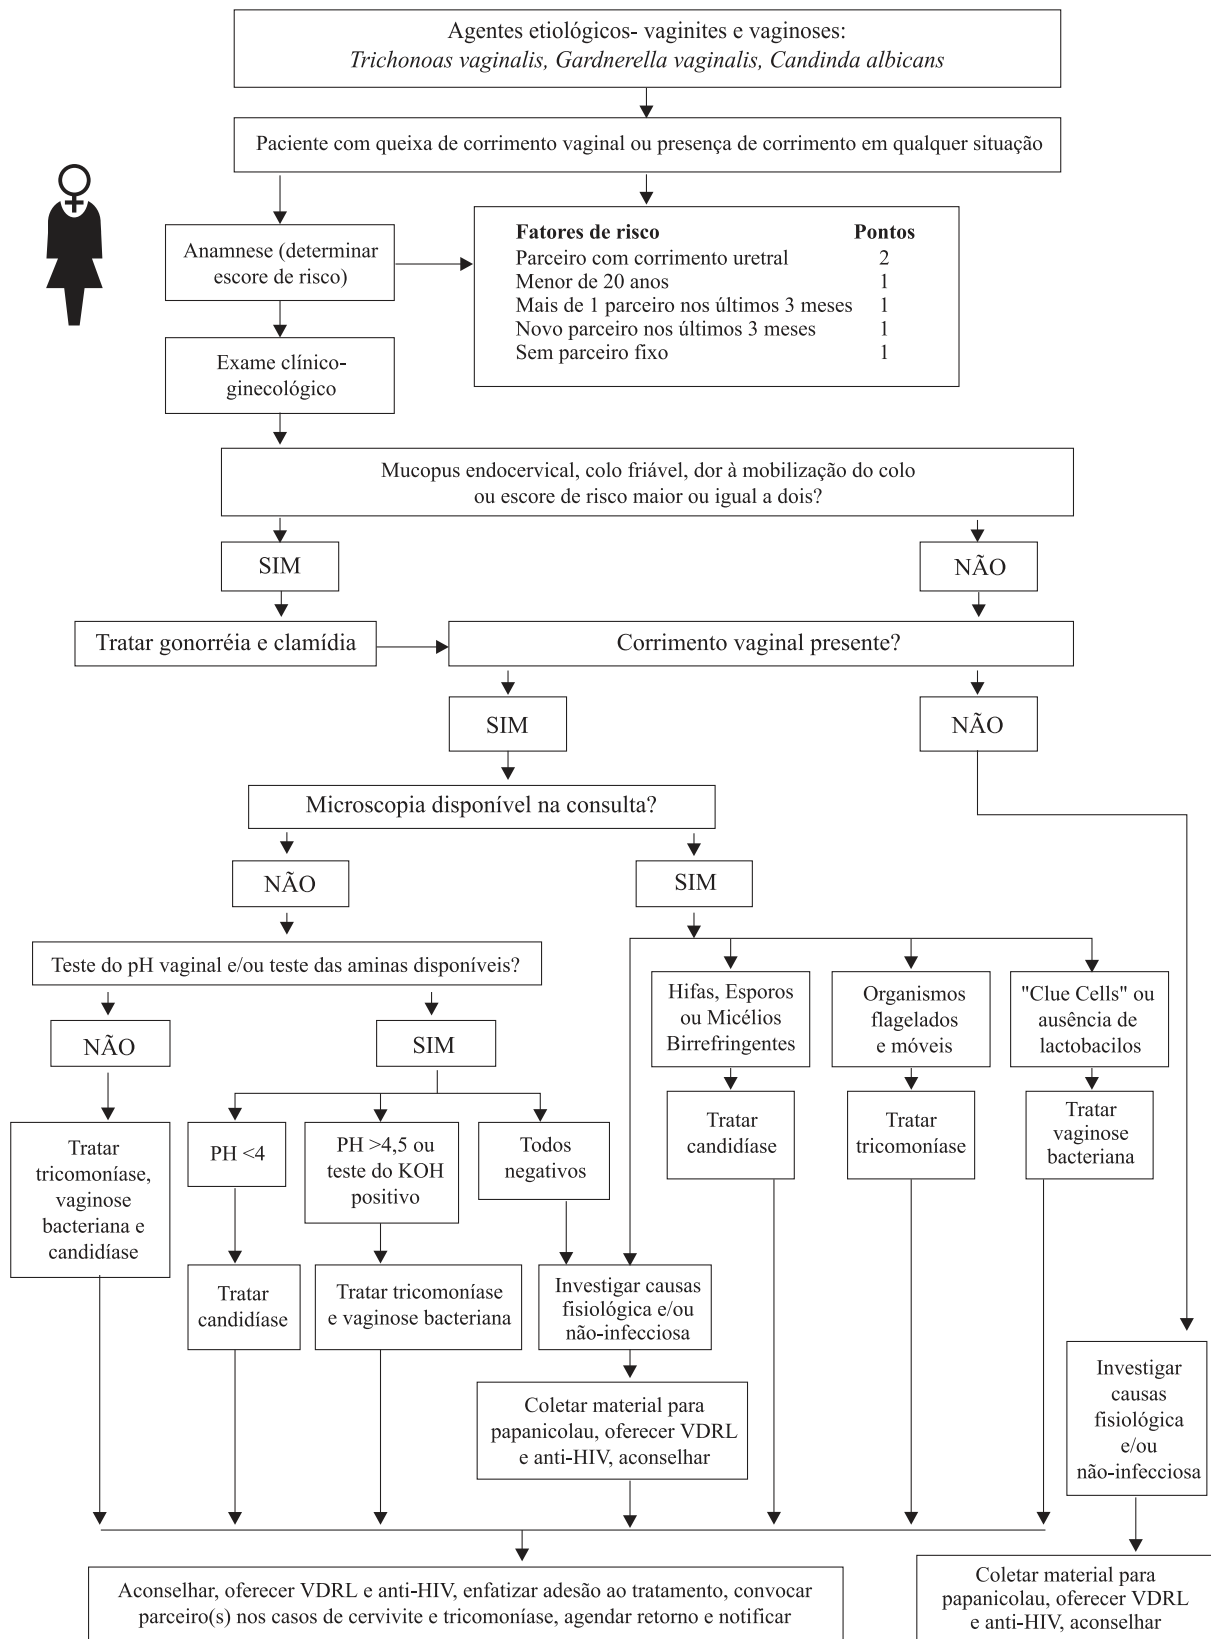 Agentes etiológicos- vaginites e vaginoses:
Trichonoas vaginalis, Gardnerella vaginalis, Candinda albicans
Paciente com queixa de corrimento vaginal ou presença de corrimento em qualquer situação
Anamnese (determinar
escore de risco)
Fatores de risco Pontos
Parceiro com corrimento uretral 2
Menor de 20 anos 1
Mais de 1 parceiro nos últimos 3 meses 1
Novo parceiro nos últimos 3 meses 1
Sem parceiro fixo 1
Exame clínico-
ginecológico
Mucopus endocervical, colo friável, dor à mobilização do colo
ou escore de risco maior ou igual a dois?
SIM
NÃO
Tratar gonorréia e clamídia
Corrimento vaginal presente?
SIM
NÃO
Microscopia disponível na consulta?
NÃO
SIM
Teste do pH vaginal e/ou teste das aminas disponíveis?
NÃO
SIM
Hifas, Esporos
ou Micélios
Birrefringentes
Organismos
flagelados
e móveis
"Clue Cells" ou
ausência de
lactobacilos
Tratar
tricomoníase,
vaginose
bacteriana e
candidíase
PH <4
PH >4,5 ou
teste do KOH
positivo
Todos
negativos
Tratar
candidíase
Tratar
tricomoníase
Tratar
vaginose
bacteriana
Tratar
candidíase
Tratar tricomoníase
e vaginose bacteriana
Investigar causas
fisiológica e/ou
não-infecciosa
Coletar material para
papanicolau, oferecer VDRL
e anti-HIV, aconselhar
Investigar
causas
fisiológica
e/ou
não-infecciosa
Aconselhar, oferecer VDRL e anti-HIV, enfatizar adesão ao tratamento, convocar
parceiro(s) nos casos de cervivite e tricomoníase, agendar retorno e notificar
Coletar material para
papanicolau, oferecer VDRL
e anti-HIV, aconselhar